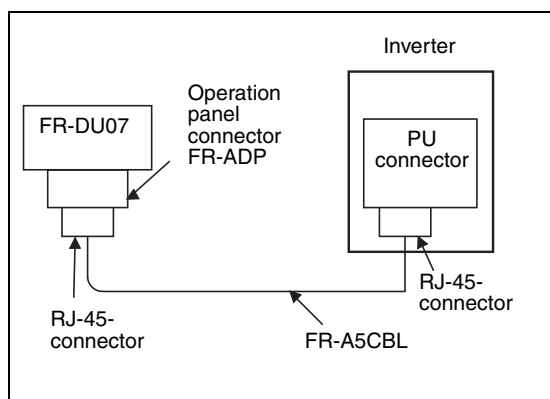 Inverter
Operation
panel
connector
FR-ADP
FR-DU07
PU
connector
RJ-45-
connector
RJ-45-
connector
FR-A5CBL